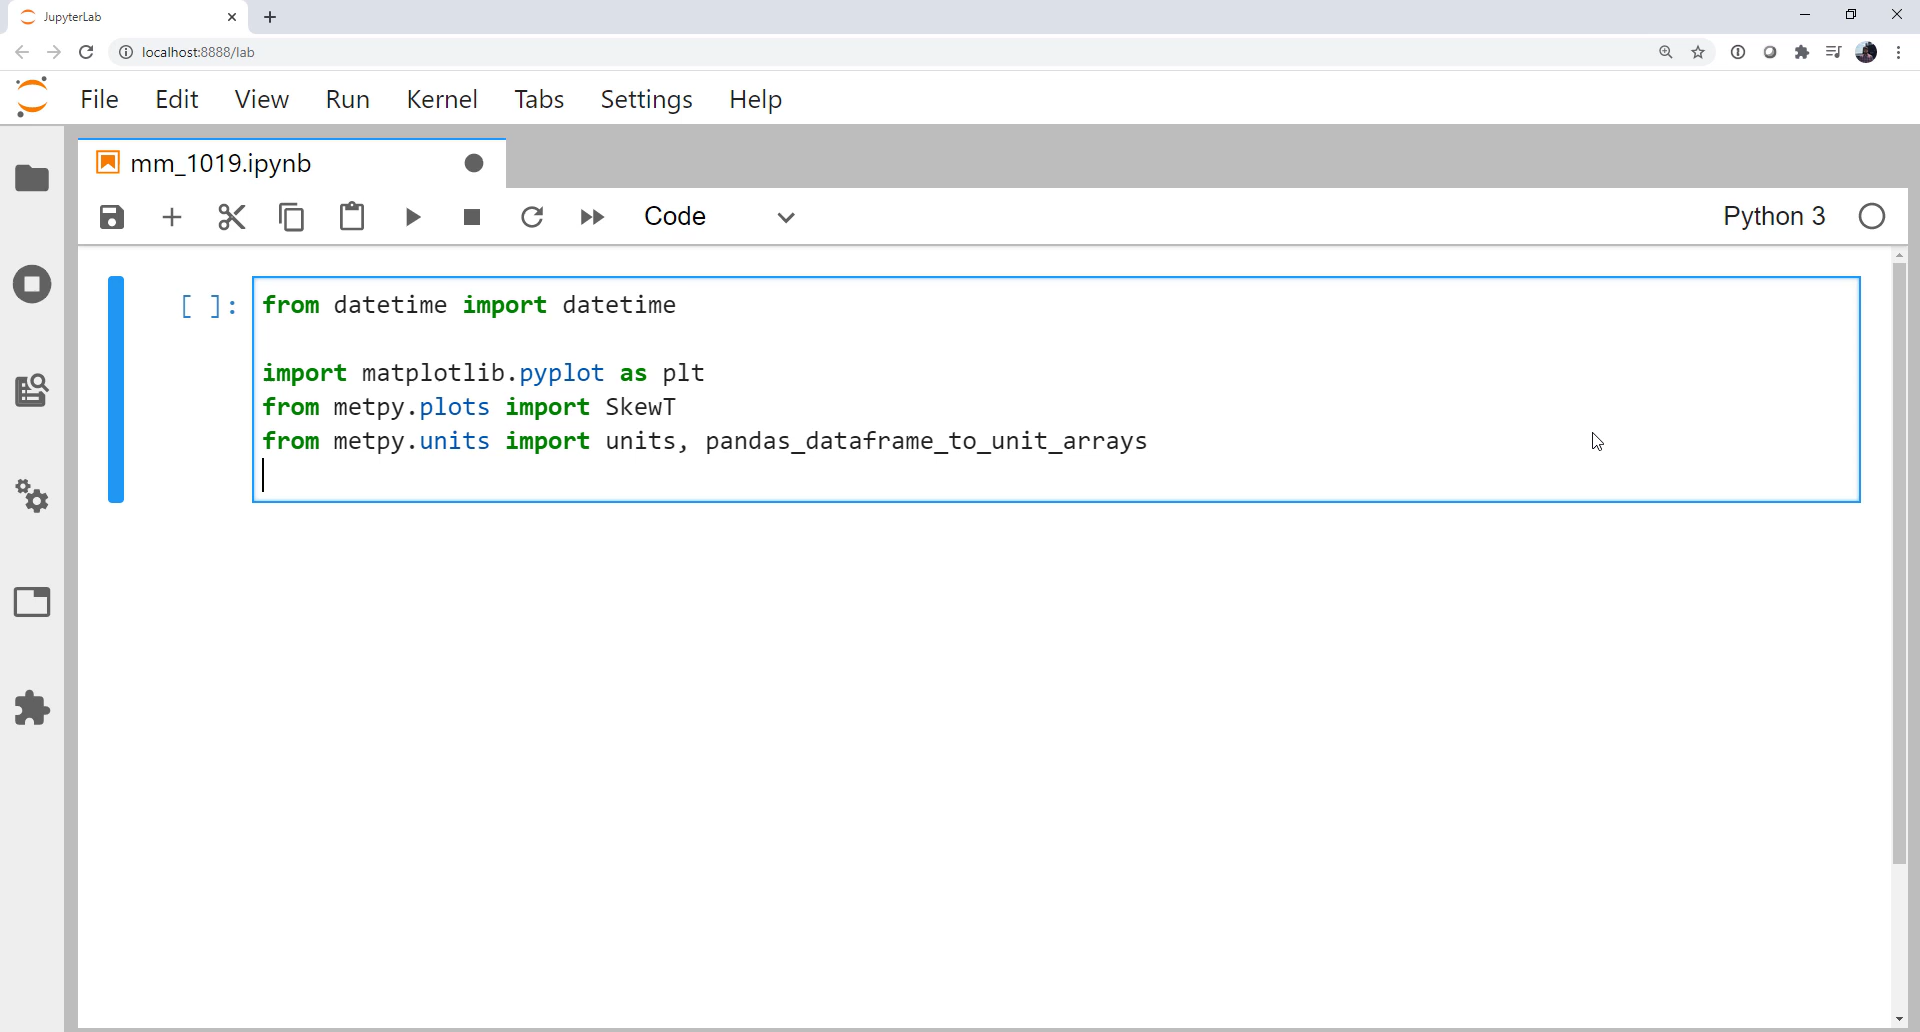 JupyterLab
localhost:8888/lab
File Edit View Run Kernel Tabs Settings Help
mm_1019.ipynb
Code
Python 3
[ ]:
from datetime import datetime
import matplotlib.pyplot as plt
from metpy.plots import SkewT
from metpy.units import units, pandas_dataframe_to_unit_arrays